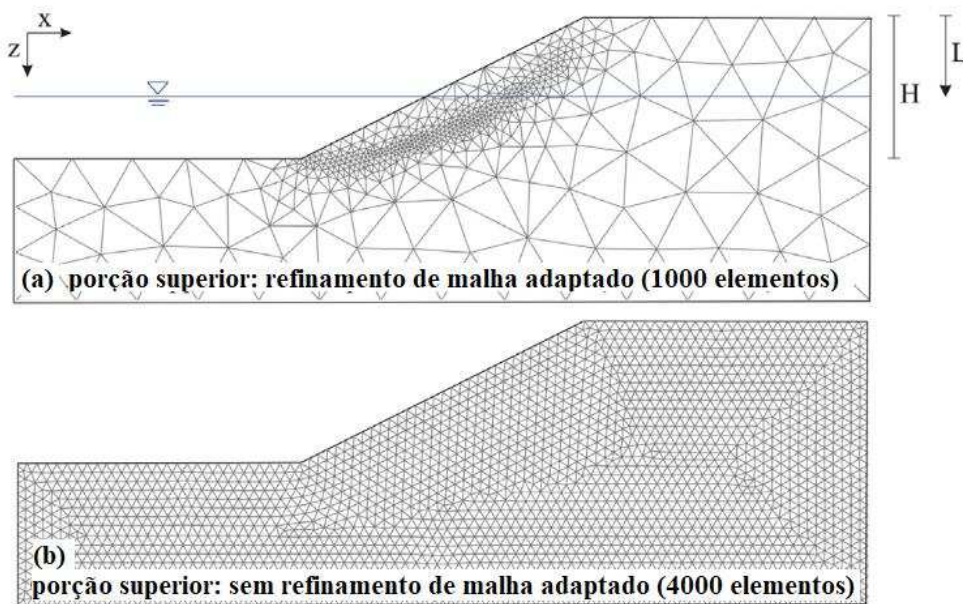 x
z
H
L
(a) porção superior: refinamento de malha adaptado (1000 elementos)
(b)
porção superior: sem refinamento de malha adaptado (4000 elementos)